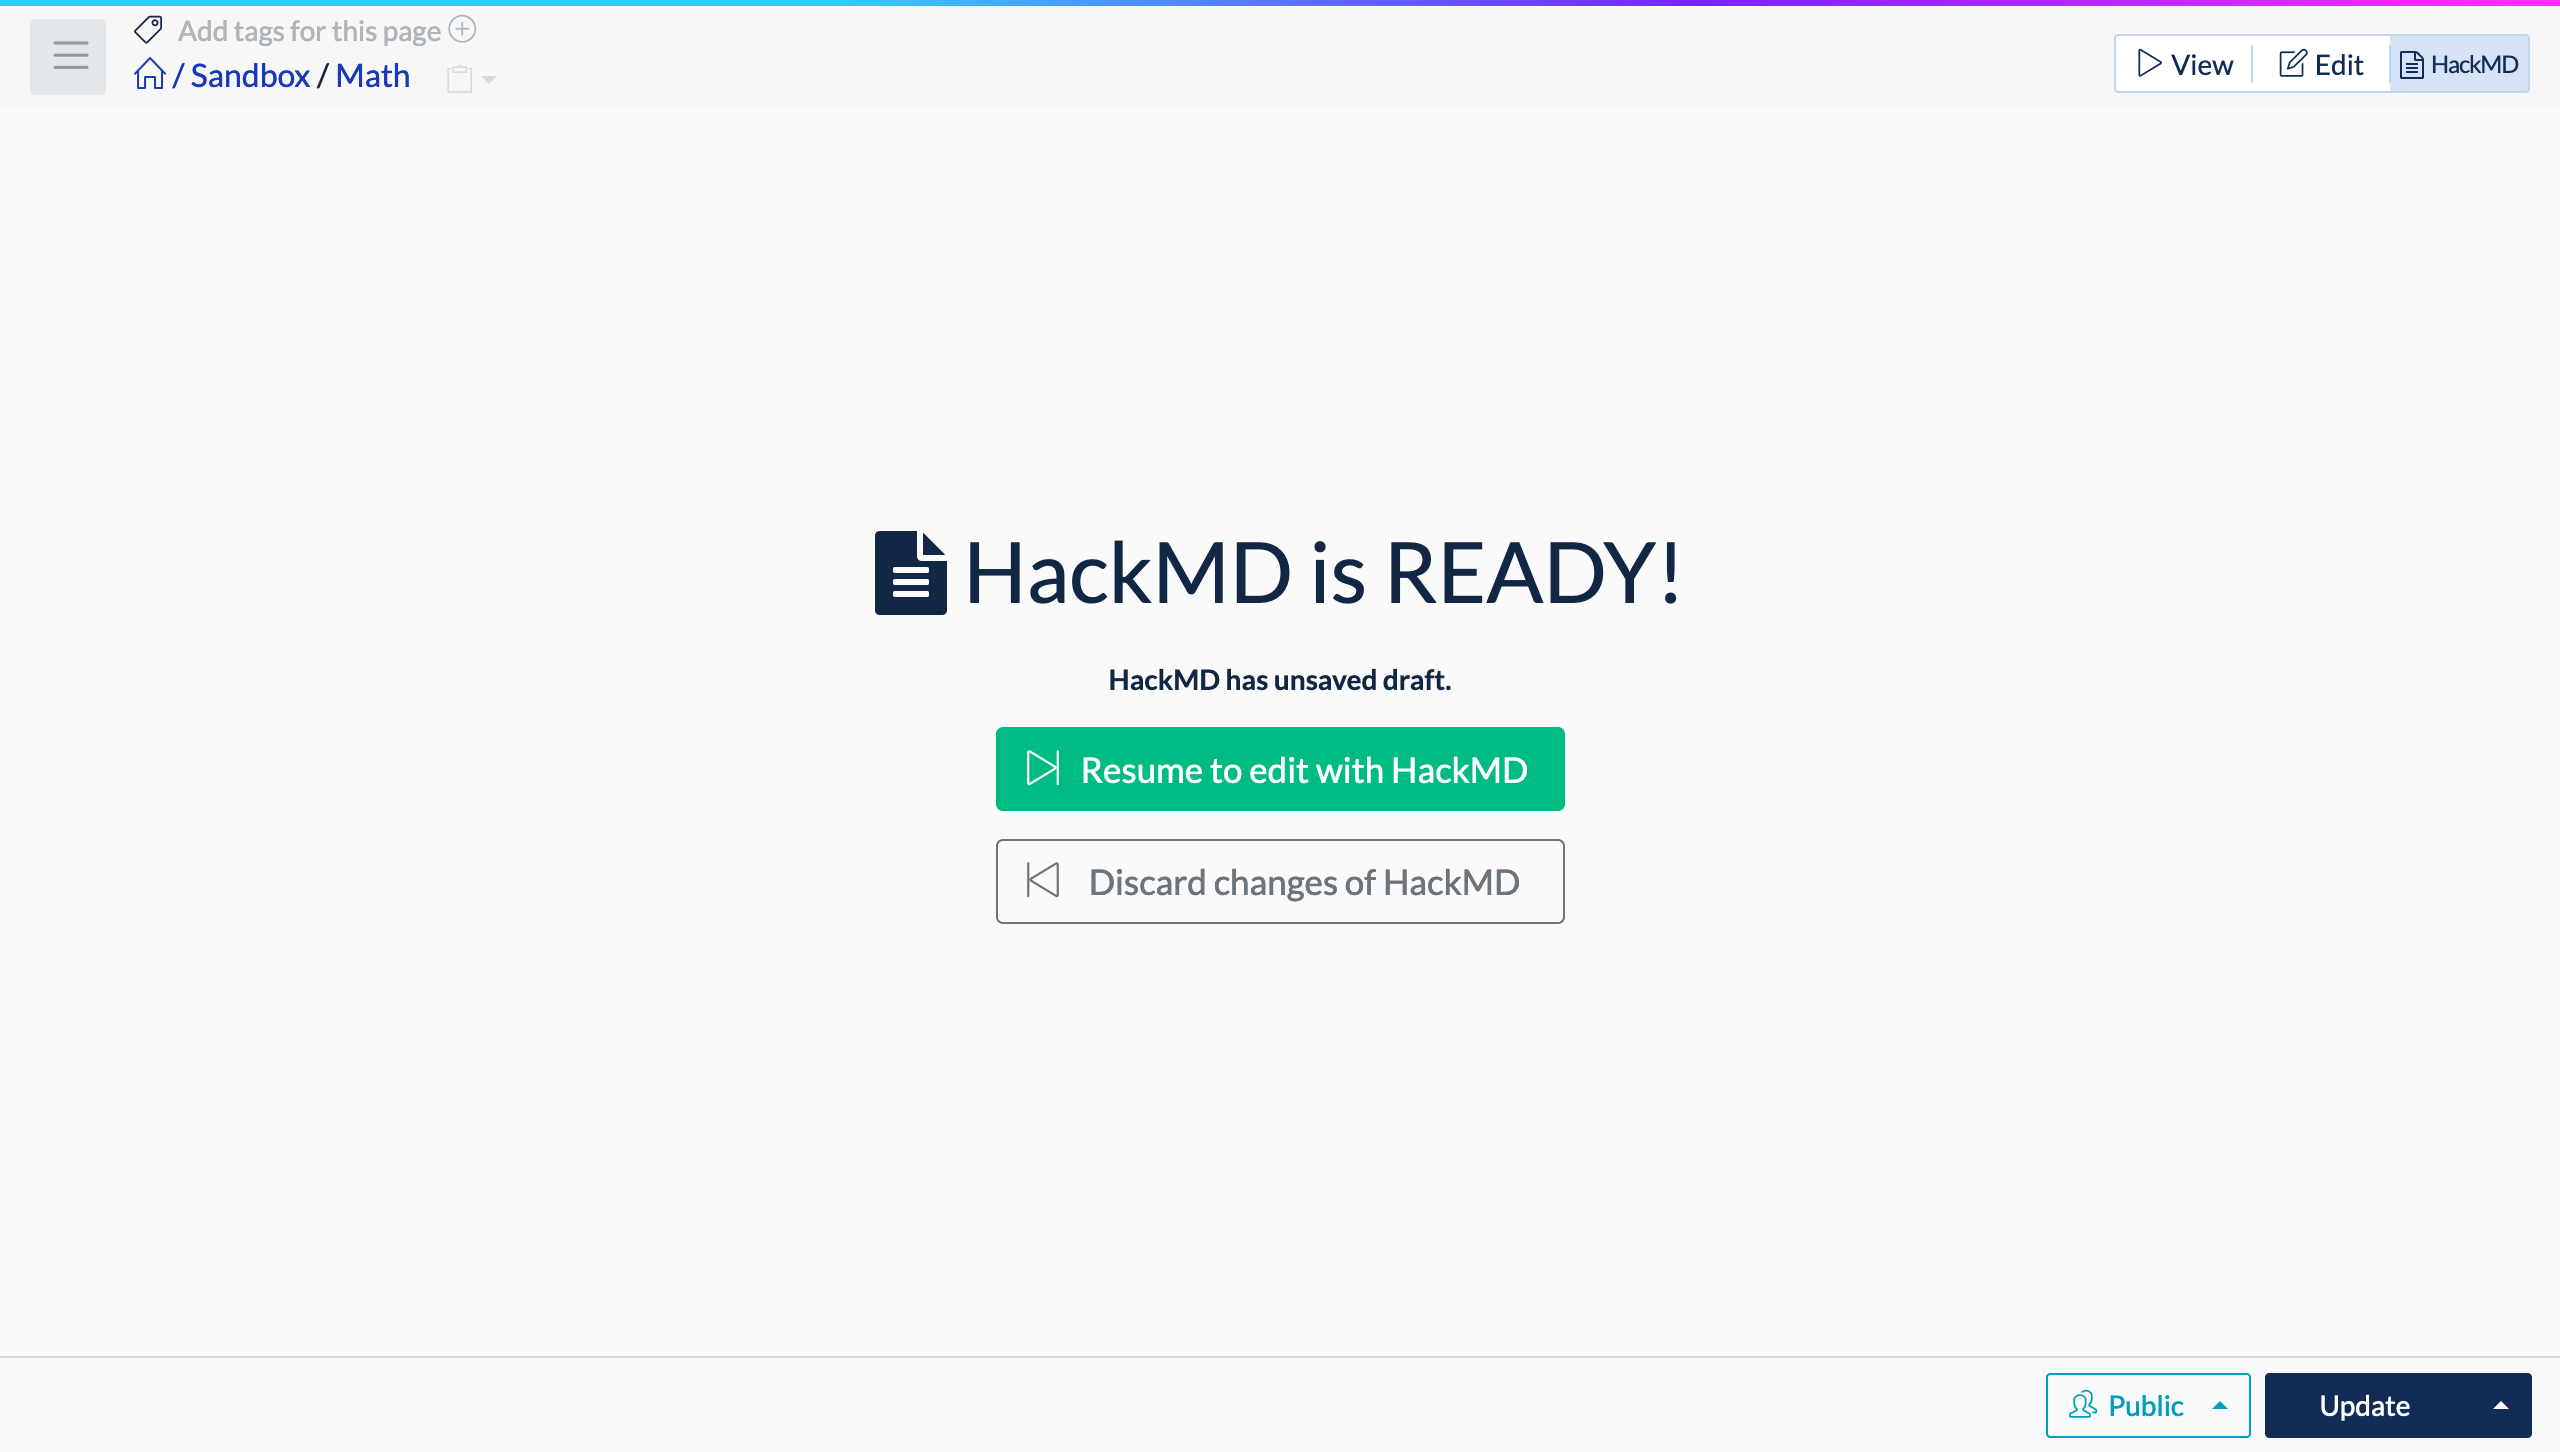 Add tags for this page
/ Sandbox / Math
View
Edit
HackMD
HackMD is READY!
HackMD has unsaved draft.
Resume to edit with HackMD
Discard changes of HackMD
Public
Update